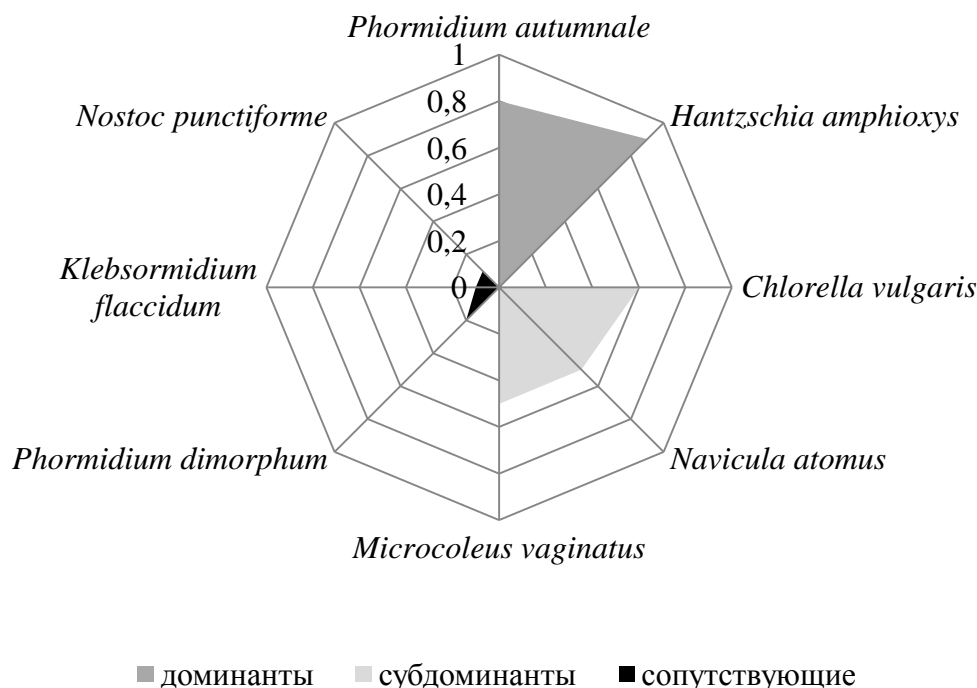 Phormidium autumnale
1
Nostoc punctiforme
0,8
Hantzschia amphioxys
0,6
0,4
0,2
Klebsormidium
flaccidum
0
Chlorella vulgaris
Phormidium dimorphum
Navicula atomus
Microcoleus vaginatus
доминанты субдоминанты сопутствующие